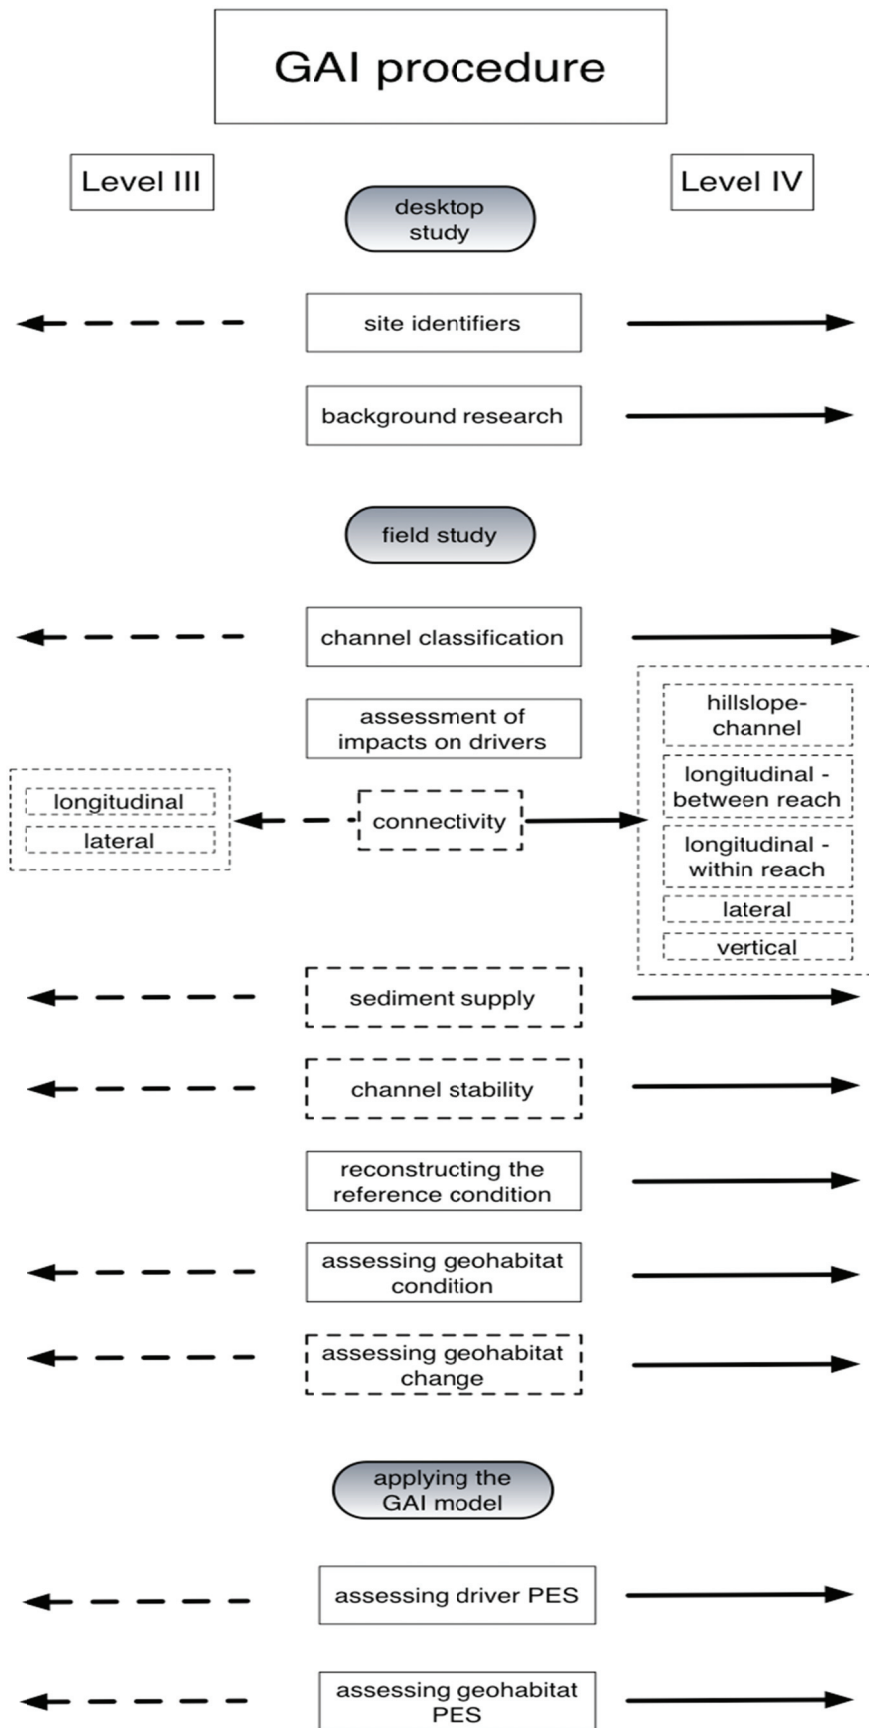 GAI procedure
Level III
Level IV
desktop
study
site identifiers
background research
field study
channel classification
assessment of
impacts on drivers
connectivity
longitudinal
lateral
hillslope-
channel
longitudinal -
between reach
longitudinal -
within reach
lateral
vertical
sediment supply
channel stability
reconstructing the
reference condition
assessing geohabitat
condition
assessing geohabitat
change
applying the
GAI model
assessing driver PES
assessing geohabitat
PES